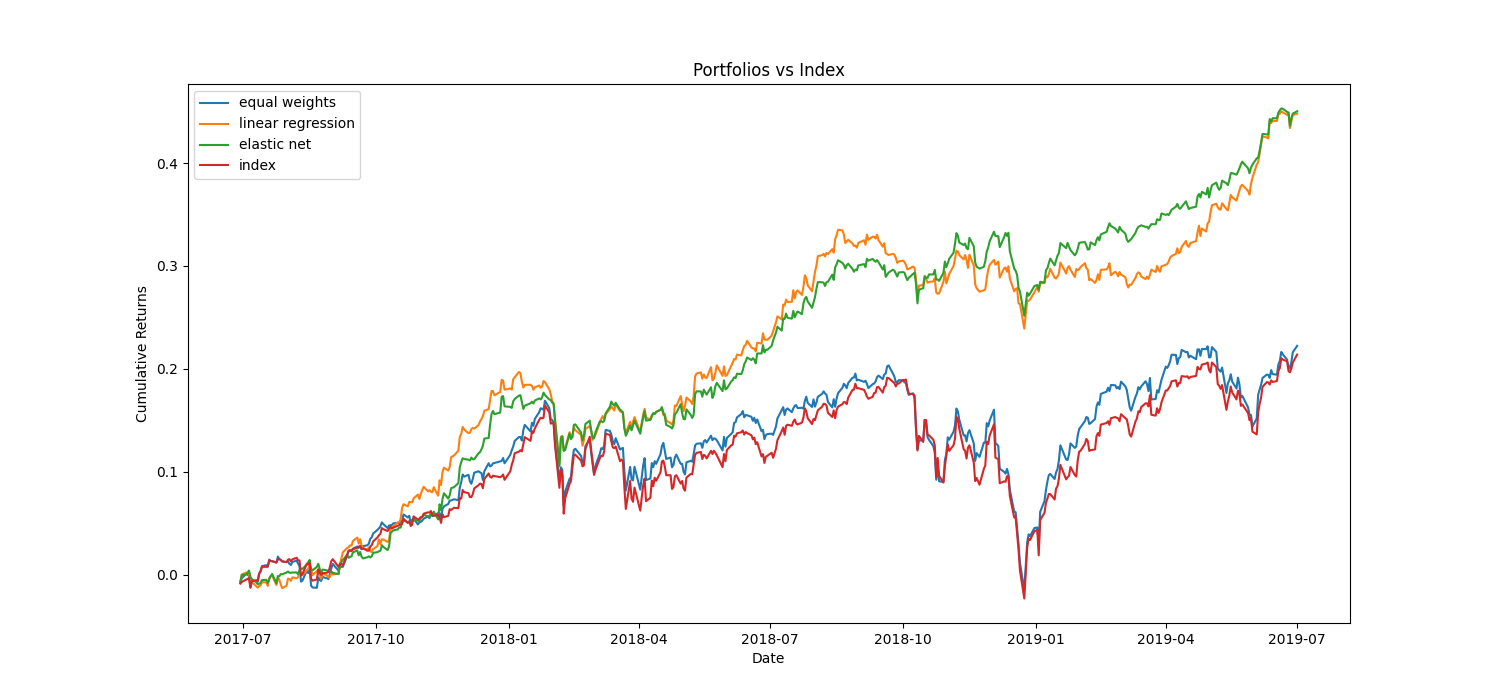 Portfolios vs Index
equal weights
linear regression
elastic net
index
Cumulative Returns
0.4
0.3
0.2
0.1
0.0
2017-07 2017-10 2018-01 2018-04 2018-07 2018-10 2019-01 2019-04 2019-07
Date